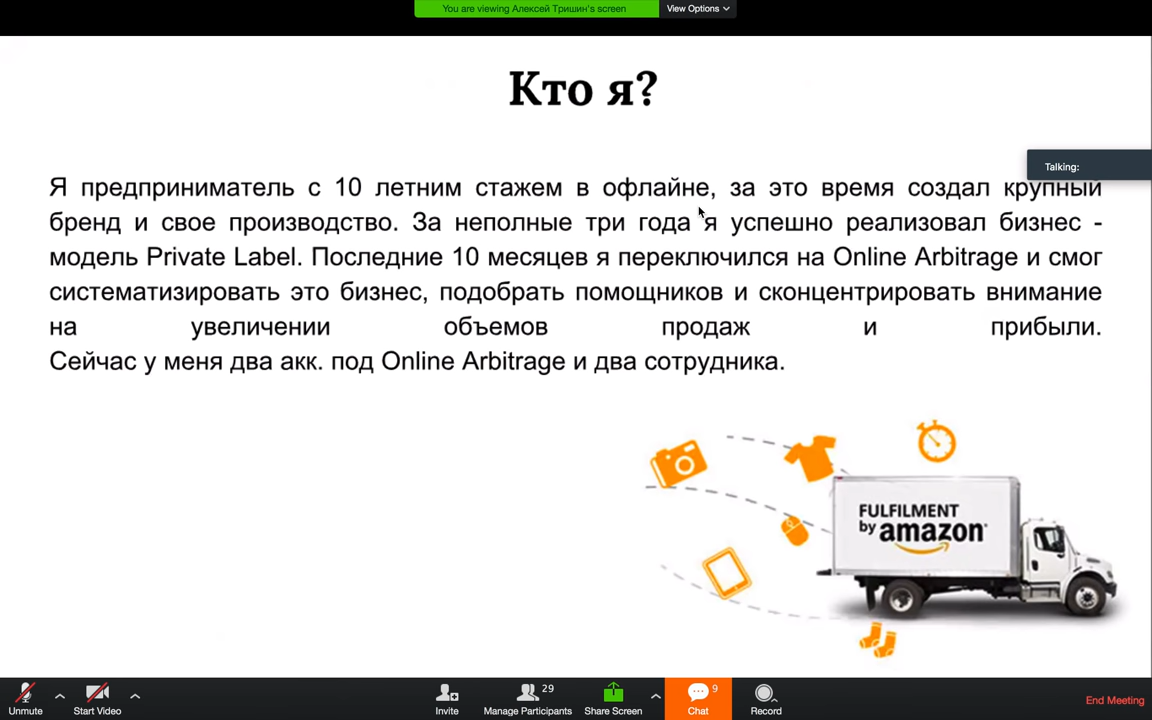 You are viewing Алексей Тришин's screen
View Options
Кто я?
Talking:
Я предприниматель с 10 летним стажем в офлайне, за это время создал крупный
бренд и свое производство. За неполные три года я успешно реализовал бизнес -
модель Private Label. Последние 10 месяцев я переключился на Online Arbitrage и смог
систематизировать это бизнес, подобрать помощников и сконцентрировать внимание
на увеличении объемов продаж и прибыли.
Сейчас у меня два акк. под Online Arbitrage и два сотрудника.
FULFILMENT
by amazon
Unmute
Start Video
Invite
29
Manage Participants
Share Screen
9
Chat
Record
End Meeting